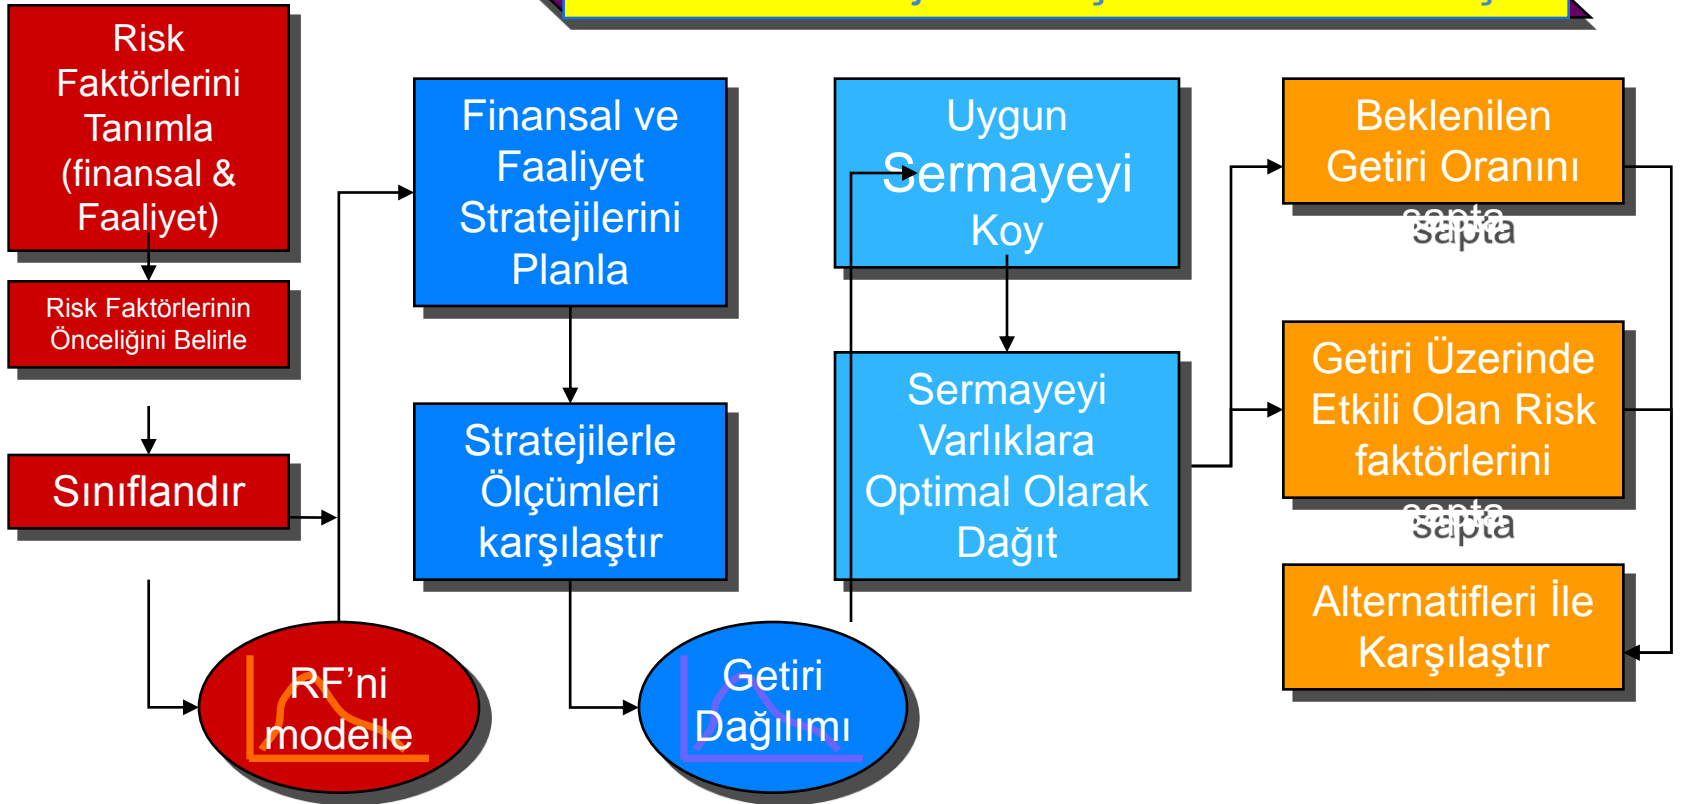 Risk
Faktörlerini
Tanımla
(finansal &
Faaliyet)
Risk Faktörlerinin
Önceliğini Belirle
Sınıflandır
RF’ni
modelle
Finansal ve
Faaliyet
Stratejilerini
Planla
Stratejilerle
Ölçümleri
karşılaştır
Getiri
Dağılımı
Uygun
Sermayeyi
Koy
Sermayeyi
Varlıklara
Optimal Olarak
Dağıt
Beklenilen
Getiri Oranını
sapta
Getiri Üzerinde
Etkili Olan Risk
faktörlerini
sapta
Alternatifleri İle
Karşılaştır